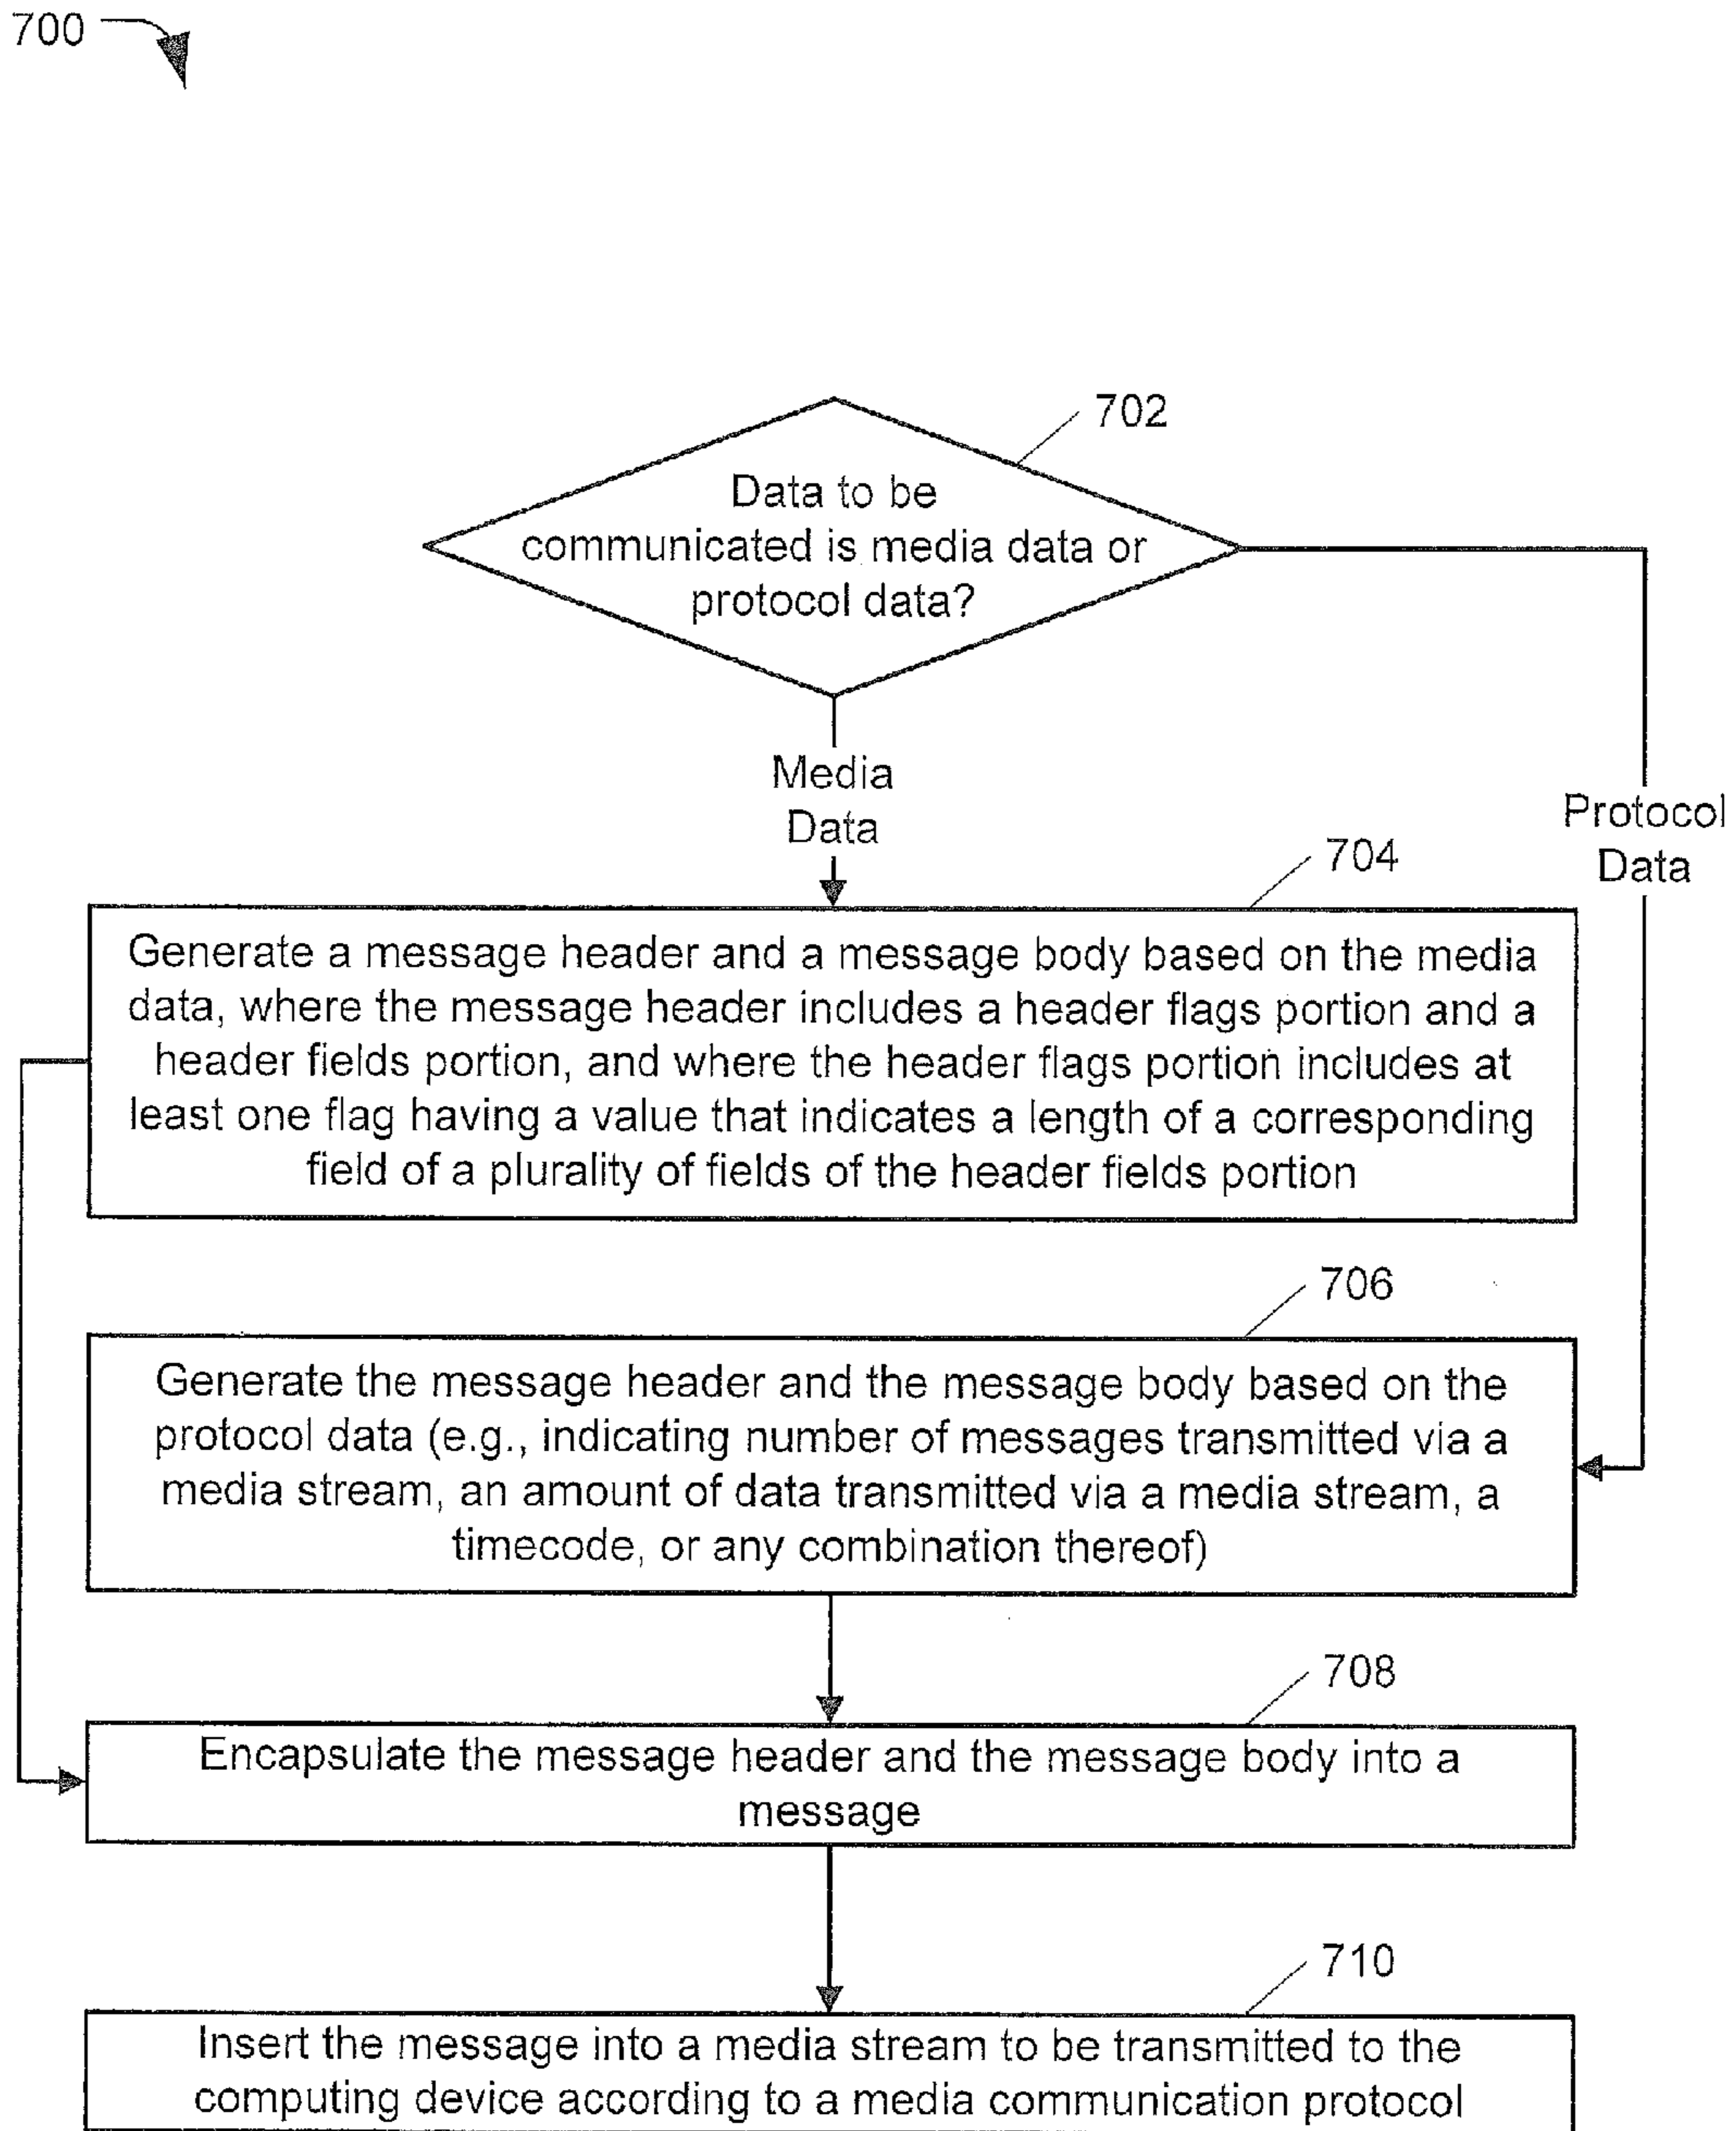 700
702
Data to be
communicated is media data or
protocol data?
Media
Data
Protocol
Data
704
Generate a message header and a message body based on the media
data, where the message header includes a header flags portion and a
header fields portion, and where the header flags portion includes at
least one flag having a value that indicates a length of a corresponding
field of a plurality of fields of the header fields portion
706
Generate the message header and the message body based on the
protocol data (e.g., indicating number of messages transmitted via a
media stream, an amount of data transmitted via a media stream, a
timecode, or any combination thereof)
708
Encapsulate the message header and the message body into a
message
710
Insert the message into a media stream to be transmitted to the
computing device according to a media communication protocol